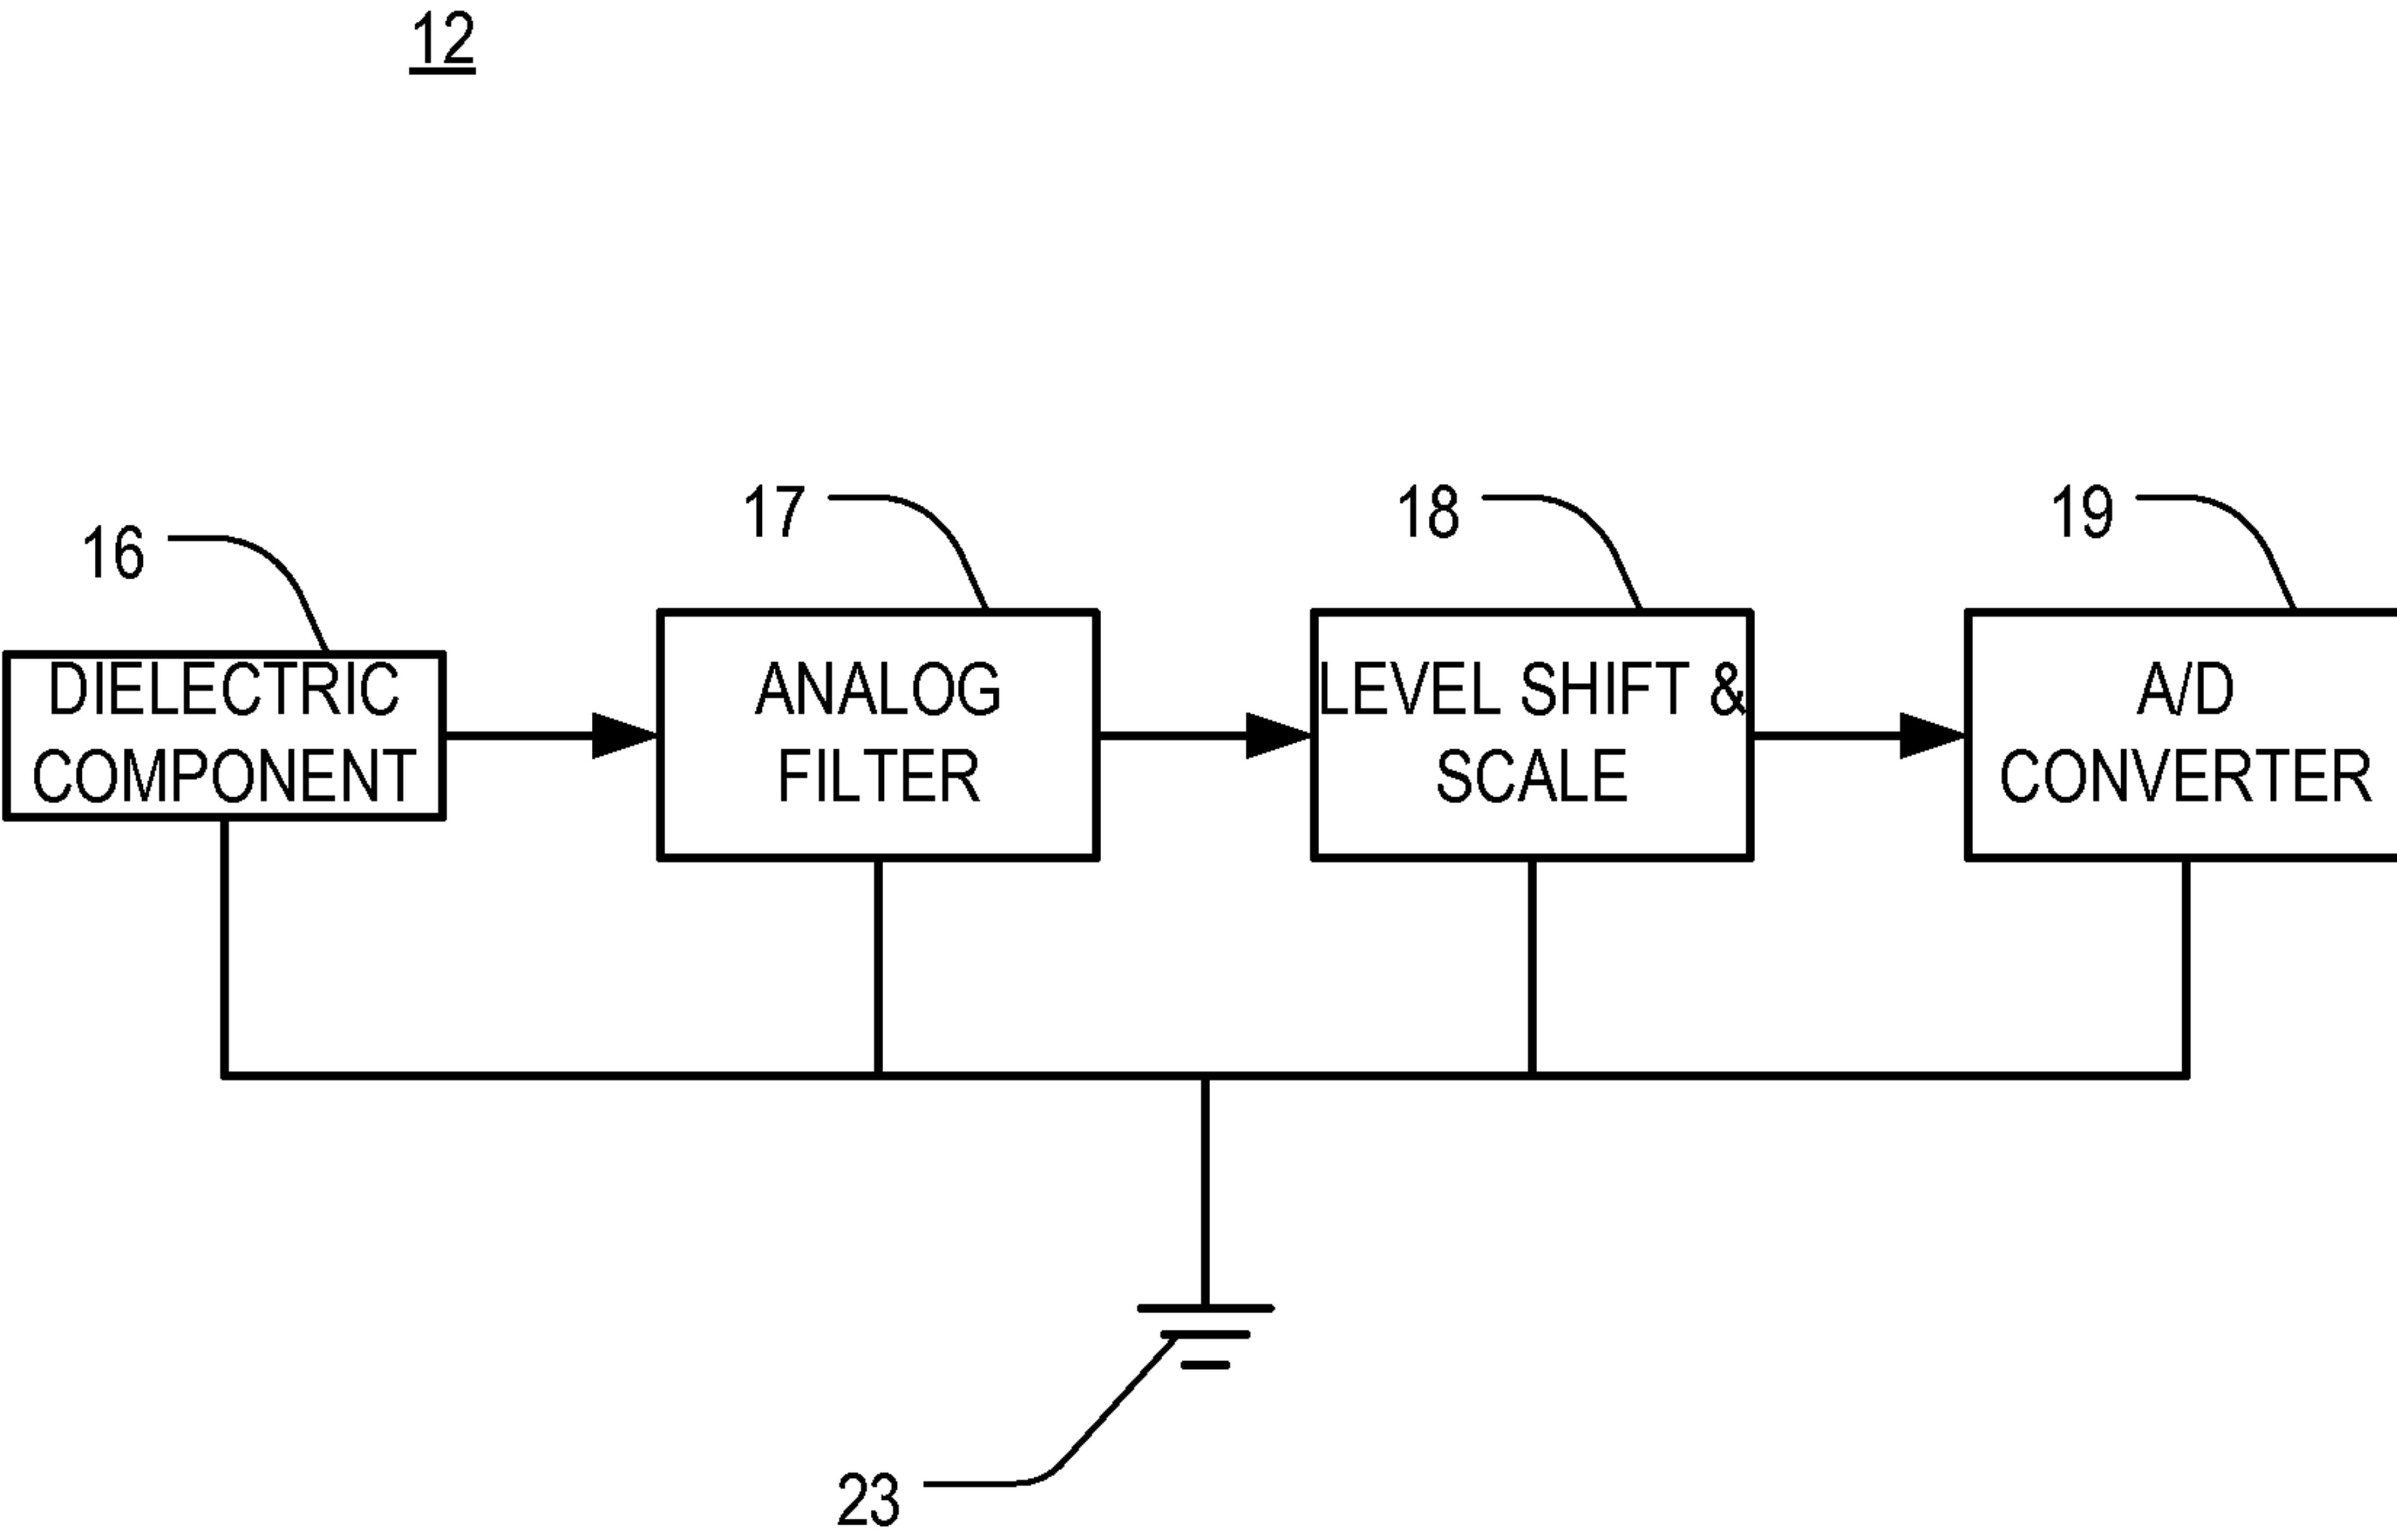 12
16
17
18
19
DIELECTRIC
COMPONENT
ANALOG
FILTER
LEVEL SHIFT &
SCALE
A/D
CONVERTER
23